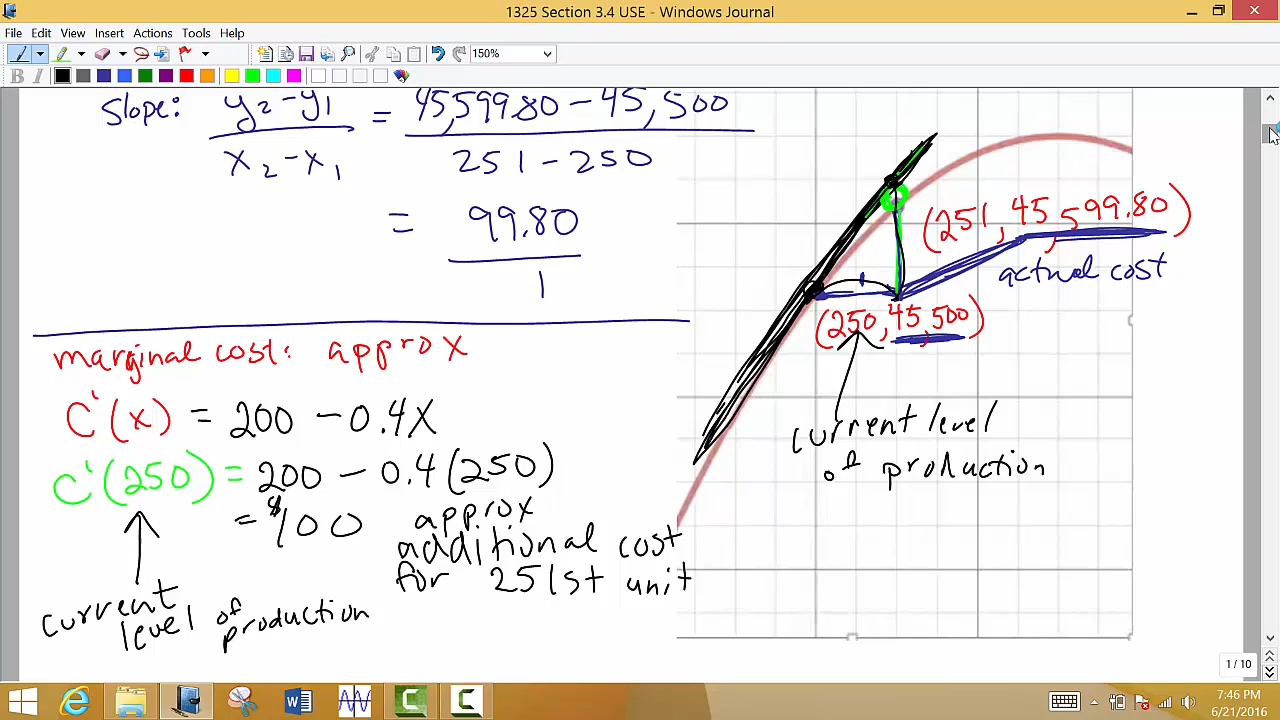 1325 Section 3.4 USE - Windows Journal
File Edit View Insert Actions Tools Help
150%
B I
Slope: y2-y1 = 45,599.80 - 45,500
x2-x1 251-250
= 99.80
1
marginal cost: approx
C'(x) = 200 - 0.4x
C'(250) = 200 - 0.4(250)
= $100 approx
additional cost
for 251st unit
current
level of
production
(251, 45,599.80)
actual cost
(250, 45,500)
current level
of production
1 / 10
7:46 PM
6/21/2016